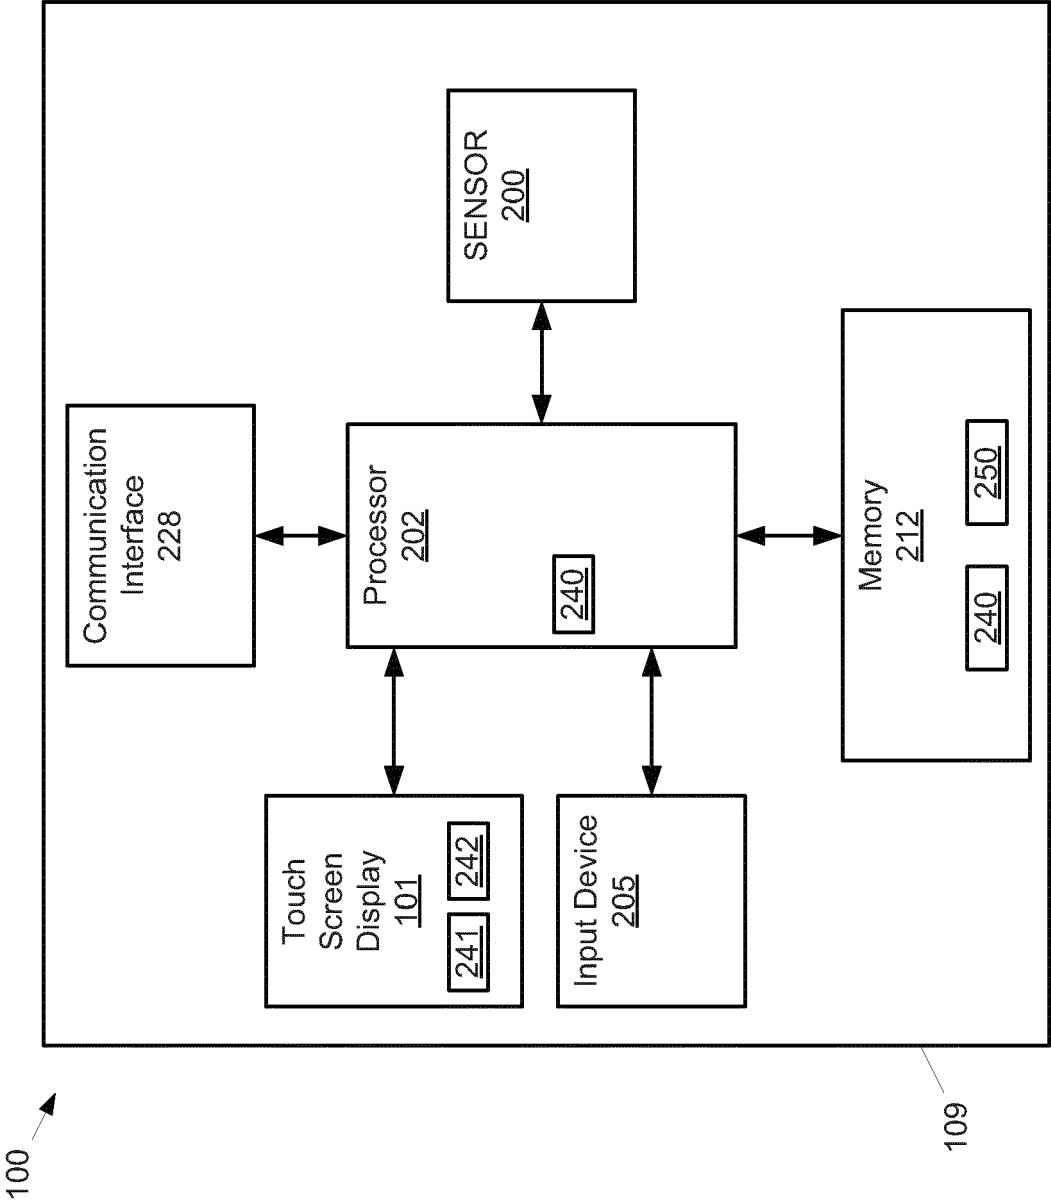 100
Communication
Interface
228
Touch
Screen
Display
101
241
242
Processor
202
240
SENSOR
200
Input Device
205
Memory
212
240
250
109